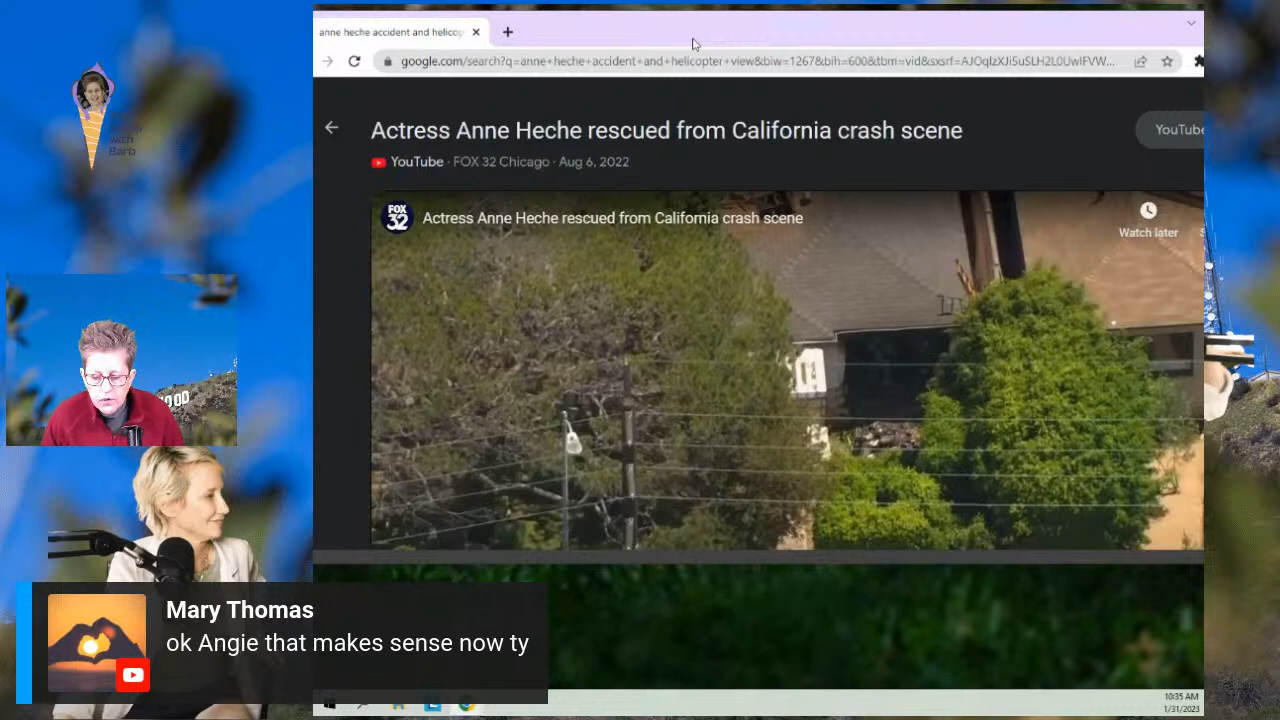 anne heche accident and helicop
google.com/search?q=anne+heche+accident+and+helicopter+view&biw=1267&bih=600&tbm=vid&sxsrf=AJOqlzXJi5uSLH2L0UwIFVW...
Actress Anne Heche rescued from California crash scene
YouTube
YouTube · FOX 32 Chicago · Aug 6, 2022
FOX 32
Actress Anne Heche rescued from California crash scene
Watch later
with
Barb
Mary Thomas
ok Angie that makes sense now ty
10:35 AM
1/31/2023